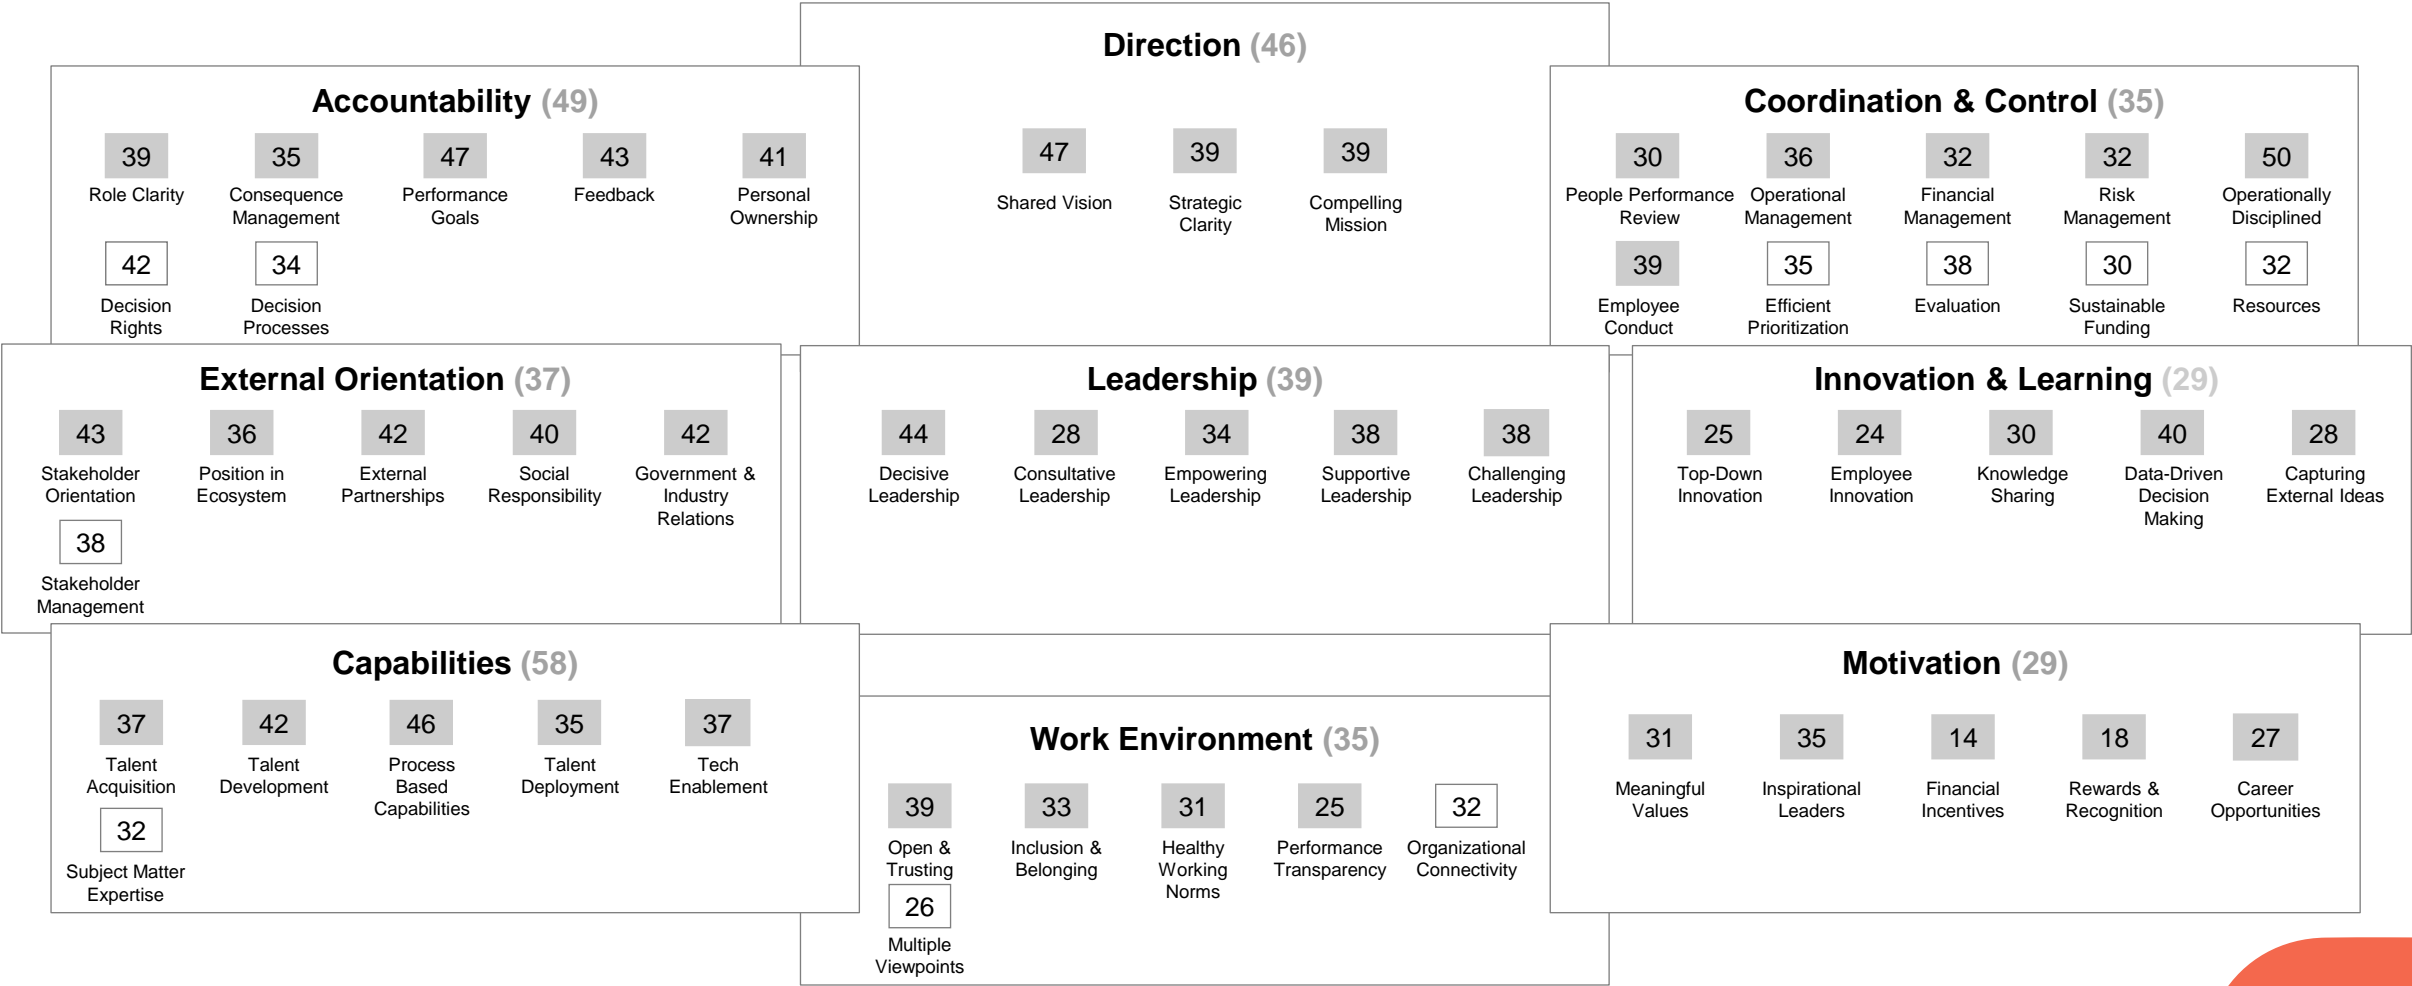 Direction (46)
47
39
39
Shared Vision
Strategic
Clarity
Compelling
Mission
Accountability (49)
39
35
47
43
41
Role Clarity
Consequence
Management
Performance
Goals
Feedback
Personal
Ownership
42
34
Decision
Rights
Decision
Processes
Coordination & Control (35)
30
36
32
32
50
People Performance
Review
Operational
Management
Financial
Management
Risk
Management
Operationally
Disciplined
39
35
38
30
32
Employee
Conduct
Efficient
Prioritization
Evaluation
Sustainable
Funding
Resources
External Orientation (37)
43
36
42
40
42
Stakeholder
Orientation
Position in
Ecosystem
External
Partnerships
Social
Responsibility
Government &
Industry
Relations
38
Stakeholder
Management
Leadership (39)
44
28
34
38
38
Decisive
Leadership
Consultative
Leadership
Empowering
Leadership
Supportive
Leadership
Challenging
Leadership
Innovation & Learning (29)
25
24
30
40
28
Top-Down
Innovation
Employee
Innovation
Knowledge
Sharing
Data-Driven
Decision
Making
Capturing
External Ideas
Capabilities (58)
37
42
46
35
37
Talent
Acquisition
Talent
Development
Process
Based
Capabilities
Talent
Deployment
Tech
Enablement
32
Subject Matter
Expertise
Work Environment (35)
39
33
31
25
32
Open &
Trusting
Inclusion &
Belonging
Healthy
Working
Norms
Performance
Transparency
Organizational
Connectivity
26
Multiple
Viewpoints
Motivation (29)
31
35
14
18
27
Meaningful
Values
Inspirational
Leaders
Financial
Incentives
Rewards &
Recognition
Career
Opportunities